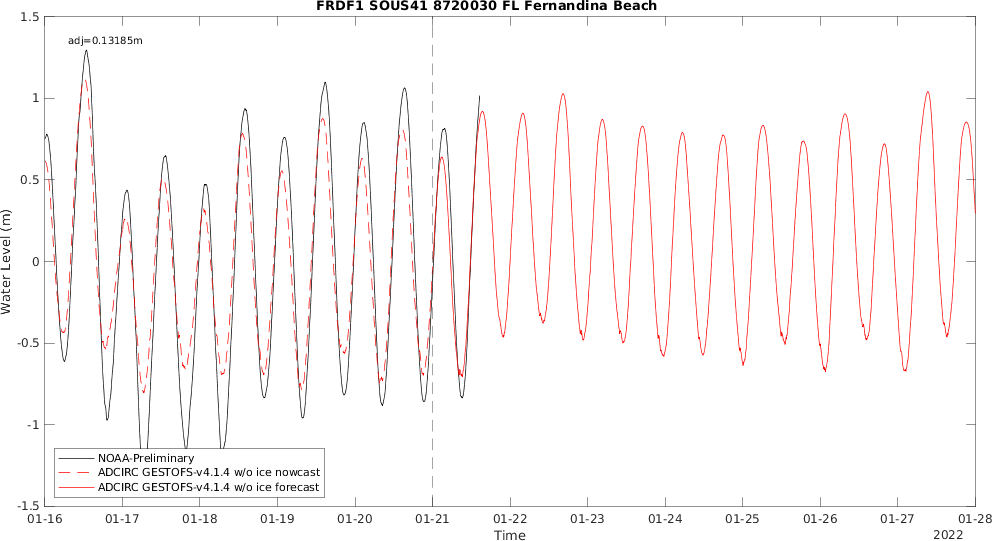 FRDF1 SOUS41 8720030 FL Fernandina Beach
adj=0.13185m
1.5
1
0.5
0
-0.5
-1
-1.5
Water Level (m)
NOAA-Preliminary
ADCIRC GESTOFS-v4.1.4 w/o ice nowcast
ADCIRC GESTOFS-v4.1.4 w/o ice forecast
01-16 01-17 01-18 01-19 01-20 01-21 01-22 01-23 01-24 01-25 01-26 01-27 01-28
Time
2022